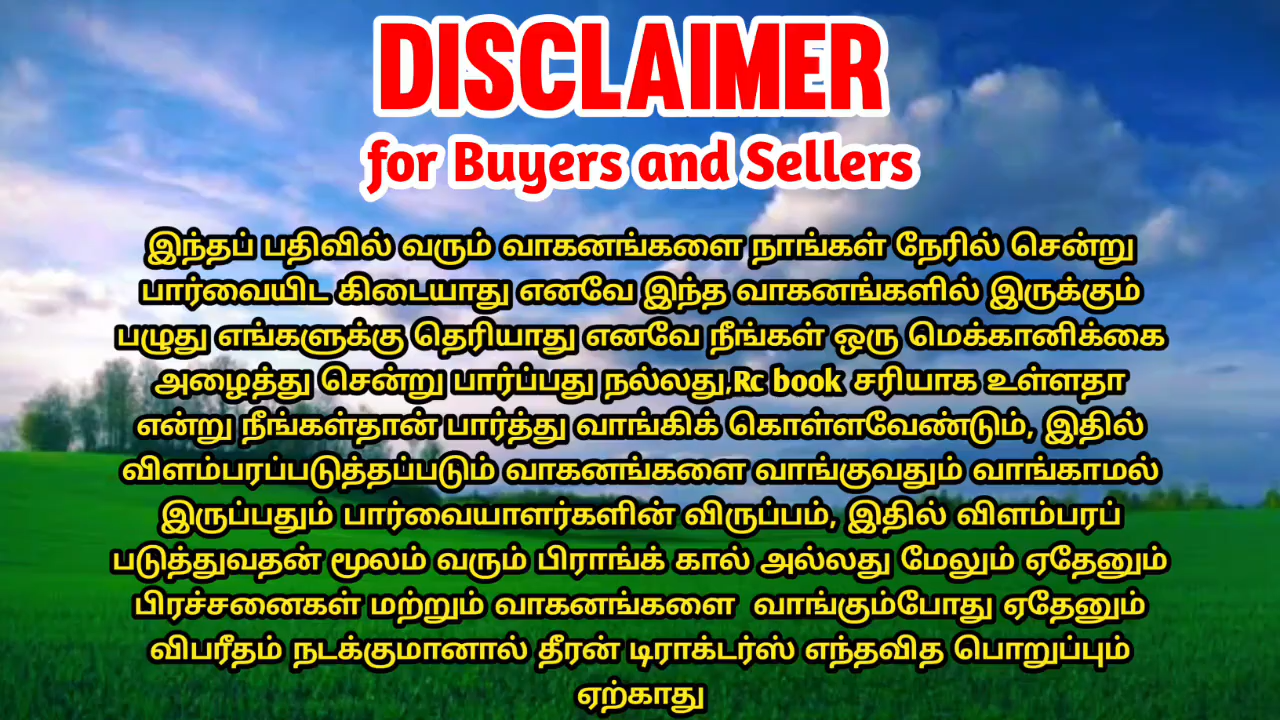 DISCLAIMER
for Buyers and Sellers
இந்தப் பதிவில் வரும் வாகனங்களை நாங்கள் நேரில் சென்று
பார்வையிட கிடையாது எனவே இந்த வாகனங்களில் இருக்கும்
பழுது எங்களுக்கு தெரியாது எனவே நீங்கள் ஒரு மெக்கானிக்கை
அழைத்து சென்று பார்ப்பது நல்லது,Rc book சரியாக உள்ளதா
என்று நீங்கள்தான் பார்த்து வாங்கிக் கொள்ளவேண்டும், இதில்
விளம்பரப்படுத்தப்படும் வாகனங்களை வாங்குவதும் வாங்காமல்
இருப்பதும் பார்வையாளர்களின் விருப்பம், இதில் விளம்பரப்
படுத்துவதன் மூலம் வரும் பிராங்க் கால் அல்லது மேலும் ஏதேனும்
பிரச்சனைகள் மற்றும் வாகனங்களை  வாங்கும்போது ஏதேனும்
விபரீதம் நடக்குமானால் தீரன் டிராக்டர்ஸ் எந்தவித பொறுப்பும்
ஏற்காது